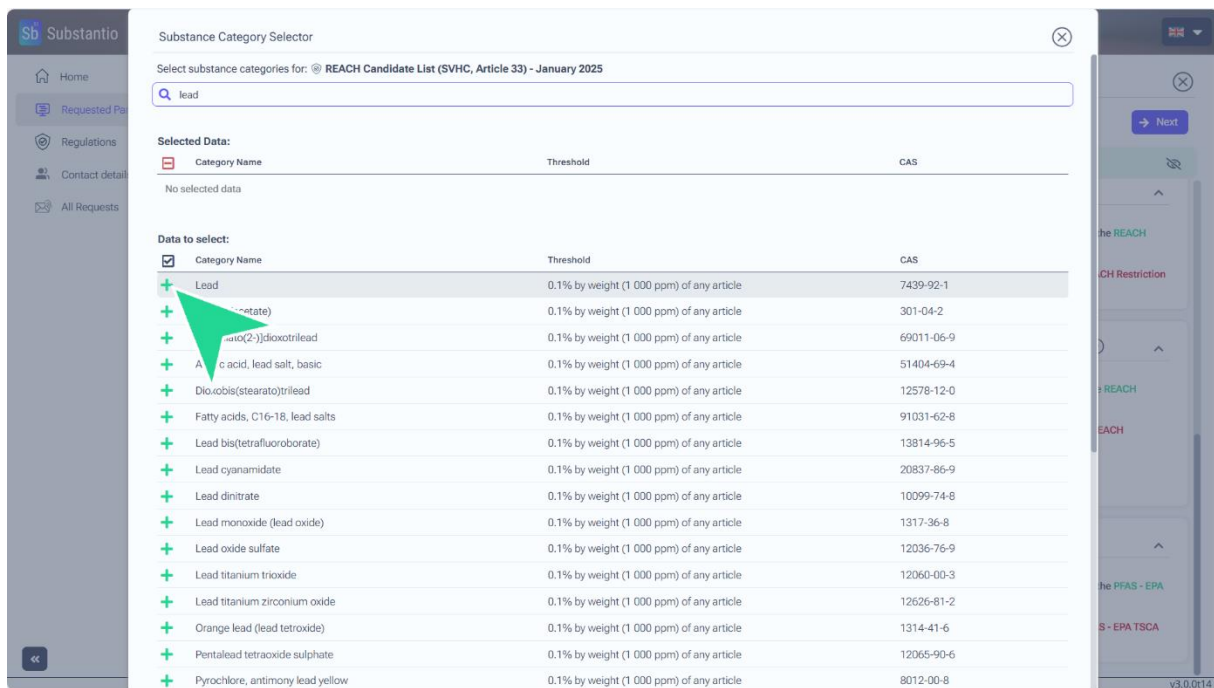 Sb Substantio
Home
Requested Pa
Regulations
Contact detail
All Requests
Substance Category Selector
Select substance categories for: REACH Candidate List (SVHC, Article 33) - January 2025
lead
Selected Data:
Category Name Threshold CAS
No selected data
Data to select:
Category Name Threshold CAS
Lead 0.1% by weight (1 000 ppm) of any article 7439-92-1
0.1% by weight (1 000 ppm) of any article 301-04-2
(2-)]dioxotrilead 0.1% by weight (1 000 ppm) of any article 69011-06-9
acid, lead salt, basic 0.1% by weight (1 000 ppm) of any article 51404-69-4
Dioxobis(stearato)trilead 0.1% by weight (1 000 ppm) of any article 12578-12-0
Fatty acids, C16-18, lead salts 0.1% by weight (1 000 ppm) of any article 91031-62-8
Lead bis(tetrafluoroborate) 0.1% by weight (1 000 ppm) of any article 13814-96-5
Lead cyanamidate 0.1% by weight (1 000 ppm) of any article 20837-86-9
Lead dinitrate 0.1% by weight (1 000 ppm) of any article 10099-74-8
Lead monoxide (lead oxide) 0.1% by weight (1 000 ppm) of any article 1317-36-8
Lead oxide sulfate 0.1% by weight (1 000 ppm) of any article 12036-76-9
Lead titanium trioxide 0.1% by weight (1 000 ppm) of any article 12060-00-3
Lead titanium zirconium oxide 0.1% by weight (1 000 ppm) of any article 12626-81-2
Orange lead (lead tetroxide) 0.1% by weight (1 000 ppm) of any article 1314-41-6
Pentalead tetraoxide sulphate 0.1% by weight (1 000 ppm) of any article 12065-90-6
Pyrochlore, antimony lead yellow 0.1% by weight (1 000 ppm) of any article 8012-00-8
Next
the REACH
CH Restriction
REACH
EACH
the PFAS - EPA
S - EPA TSCA
v3.0.0t14